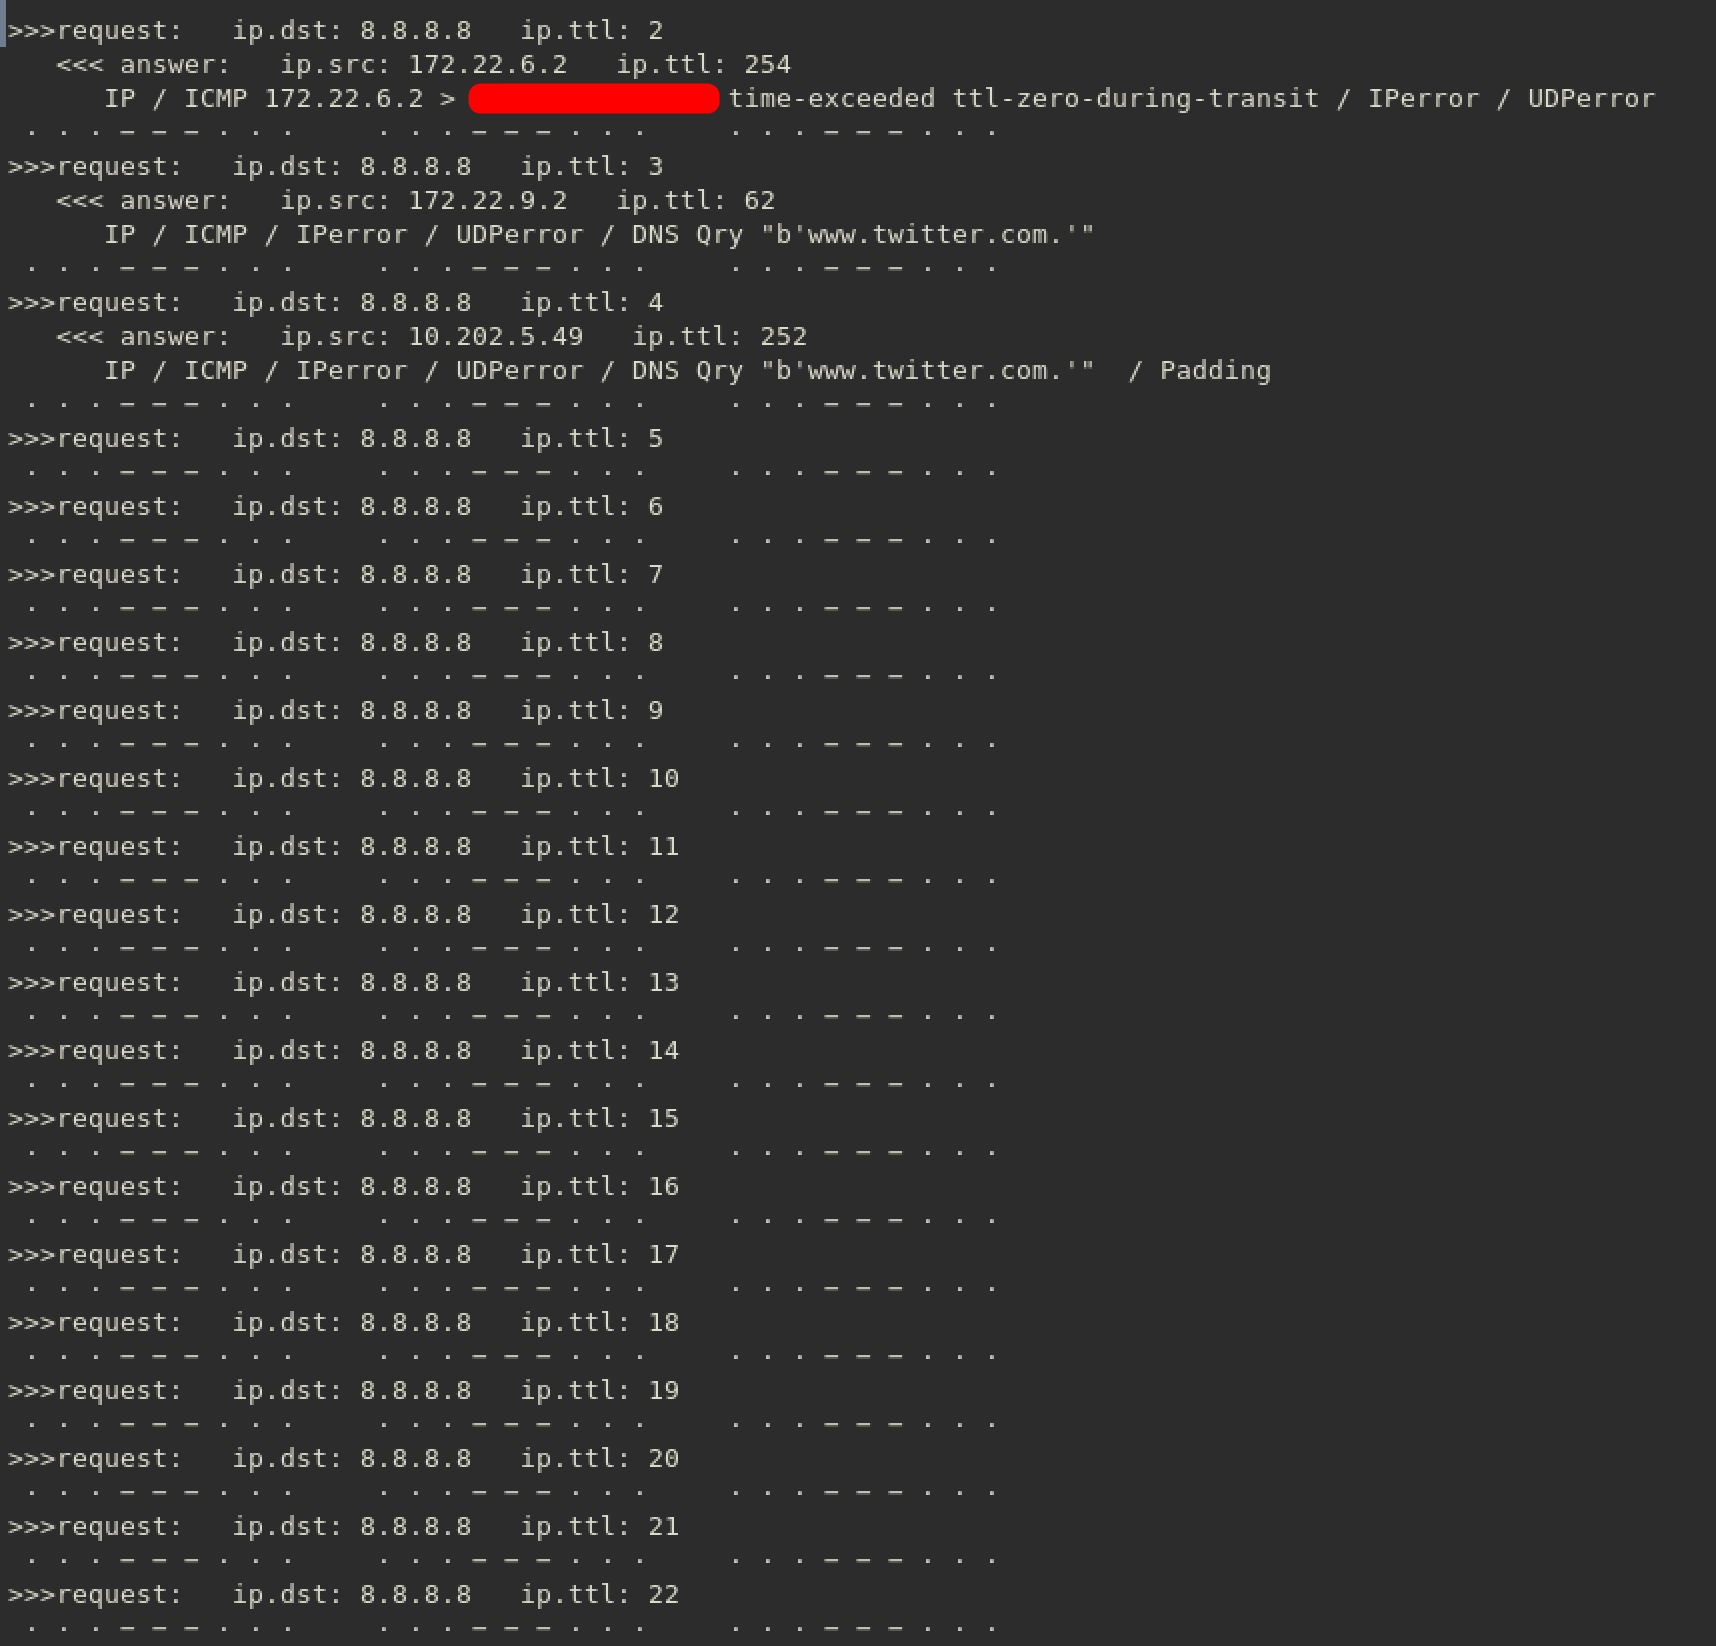 >>>request:   ip.dst: 8.8.8.8   ip.ttl: 2
   <<< answer:   ip.src: 172.22.6.2   ip.ttl: 254
      IP / ICMP 172.22.6.2 > time-exceeded ttl-zero-during-transit / IPerror / UDPerror
 . . . _ _ _ . . .     . . . _ _ _ . . .     . . . _ _ _ . . .
>>>request:   ip.dst: 8.8.8.8   ip.ttl: 3
   <<< answer:   ip.src: 172.22.9.2   ip.ttl: 62
      IP / ICMP / IPerror / UDPerror / DNS Qry "b'www.twitter.com.'"
 . . . _ _ _ . . .     . . . _ _ _ . . .     . . . _ _ _ . . .
>>>request:   ip.dst: 8.8.8.8   ip.ttl: 4
   <<< answer:   ip.src: 10.202.5.49   ip.ttl: 252
      IP / ICMP / IPerror / UDPerror / DNS Qry "b'www.twitter.com.'"  / Padding
 . . . _ _ _ . . .     . . . _ _ _ . . .     . . . _ _ _ . . .
>>>request:   ip.dst: 8.8.8.8   ip.ttl: 5
 . . . _ _ _ . . .     . . . _ _ _ . . .     . . . _ _ _ . . .
>>>request:   ip.dst: 8.8.8.8   ip.ttl: 6
 . . . _ _ _ . . .     . . . _ _ _ . . .     . . . _ _ _ . . .
>>>request:   ip.dst: 8.8.8.8   ip.ttl: 7
 . . . _ _ _ . . .     . . . _ _ _ . . .     . . . _ _ _ . . .
>>>request:   ip.dst: 8.8.8.8   ip.ttl: 8
 . . . _ _ _ . . .     . . . _ _ _ . . .     . . . _ _ _ . . .
>>>request:   ip.dst: 8.8.8.8   ip.ttl: 9
 . . . _ _ _ . . .     . . . _ _ _ . . .     . . . _ _ _ . . .
>>>request:   ip.dst: 8.8.8.8   ip.ttl: 10
 . . . _ _ _ . . .     . . . _ _ _ . . .     . . . _ _ _ . . .
>>>request:   ip.dst: 8.8.8.8   ip.ttl: 11
 . . . _ _ _ . . .     . . . _ _ _ . . .     . . . _ _ _ . . .
>>>request:   ip.dst: 8.8.8.8   ip.ttl: 12
 . . . _ _ _ . . .     . . . _ _ _ . . .     . . . _ _ _ . . .
>>>request:   ip.dst: 8.8.8.8   ip.ttl: 13
 . . . _ _ _ . . .     . . . _ _ _ . . .     . . . _ _ _ . . .
>>>request:   ip.dst: 8.8.8.8   ip.ttl: 14
 . . . _ _ _ . . .     . . . _ _ _ . . .     . . . _ _ _ . . .
>>>request:   ip.dst: 8.8.8.8   ip.ttl: 15
 . . . _ _ _ . . .     . . . _ _ _ . . .     . . . _ _ _ . . .
>>>request:   ip.dst: 8.8.8.8   ip.ttl: 16
 . . . _ _ _ . . .     . . . _ _ _ . . .     . . . _ _ _ . . .
>>>request:   ip.dst: 8.8.8.8   ip.ttl: 17
 . . . _ _ _ . . .     . . . _ _ _ . . .     . . . _ _ _ . . .
>>>request:   ip.dst: 8.8.8.8   ip.ttl: 18
 . . . _ _ _ . . .     . . . _ _ _ . . .     . . . _ _ _ . . .
>>>request:   ip.dst: 8.8.8.8   ip.ttl: 19
 . . . _ _ _ . . .     . . . _ _ _ . . .     . . . _ _ _ . . .
>>>request:   ip.dst: 8.8.8.8   ip.ttl: 20
 . . . _ _ _ . . .     . . . _ _ _ . . .     . . . _ _ _ . . .
>>>request:   ip.dst: 8.8.8.8   ip.ttl: 21
 . . . _ _ _ . . .     . . . _ _ _ . . .     . . . _ _ _ . . .
>>>request:   ip.dst: 8.8.8.8   ip.ttl: 22
 . . . _ _ _ . . .     . . . _ _ _ . . .     . . . _ _ _ . . .